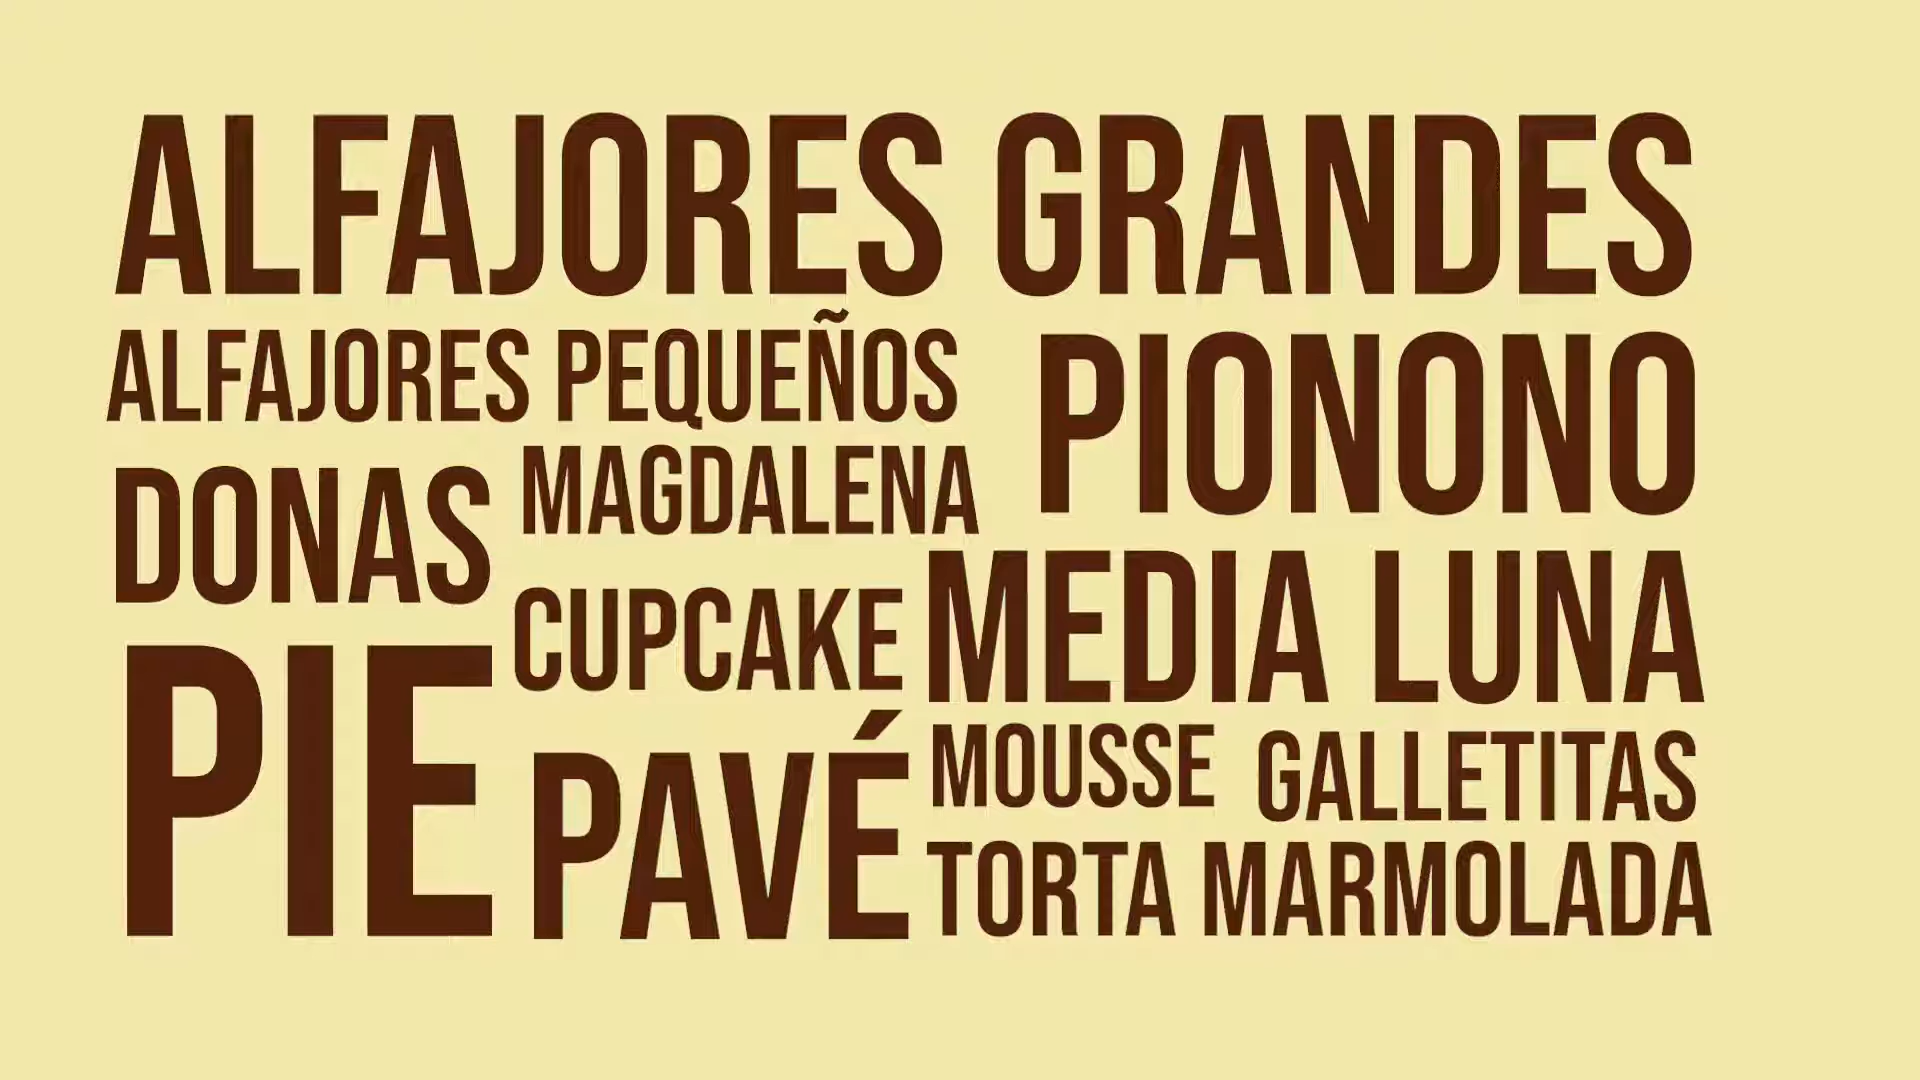 ALFAJORES GRANDES
ALFAJORES PEQUEÑOS
PIONONO
DONAS
MAGDALENA
CUPCAKE
MEDIA LUNA
PIE
PAVÉ
MOUSSE
GALLETITAS
TORTA MARMOLADA